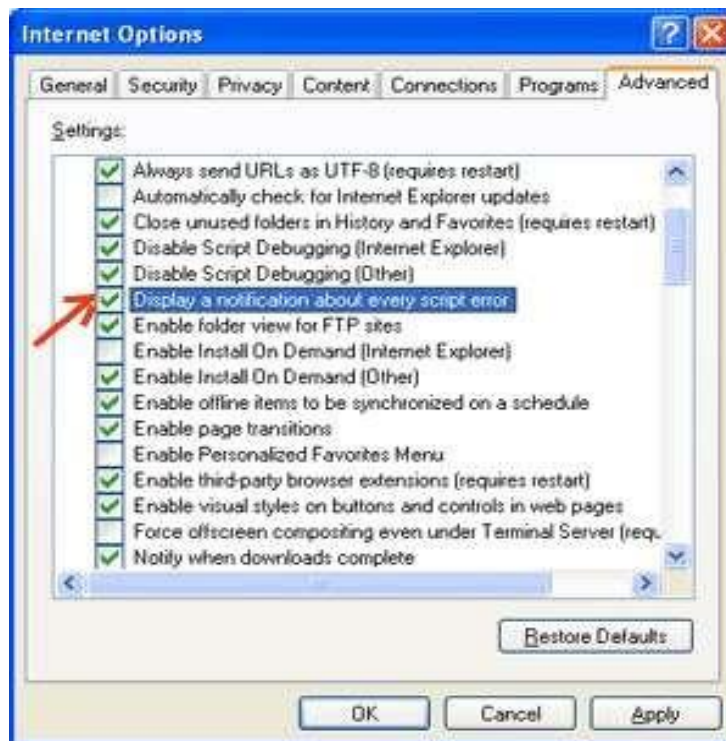 Internet Options
General Security Privacy Content Connections Programs Advanced
Settings:
Always send URLs as UTF-8 (requires restart)
Automatically check for Internet Explorer updates
Close unused folders in History and Favorites (requires restart)
Disable Script Debugging (Internet Explorer)
Disable Script Debugging (Other)
Display a notification about every script error
Enable folder view for FTP sites
Enable Install On Demand (Internet Explorer)
Enable Install On Demand (Other)
Enable offline items to be synchronized on a schedule
Enable page transitions
Enable Personalized Favorites Menu
Enable third-party browser extensions (requires restart)
Enable visual styles on buttons and controls in web pages
Force offscreen compositing even under Terminal Server (requ
Notify when downloads complete
Restore Defaults
OK Cancel Apply